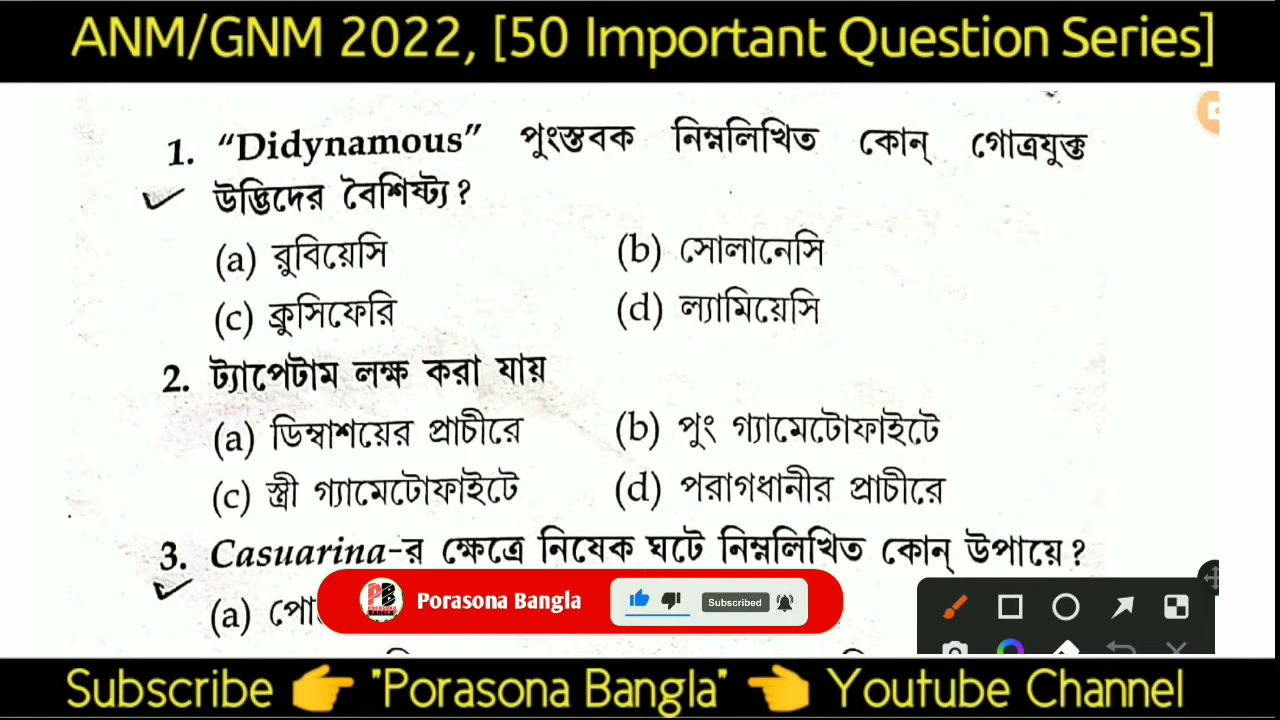 ANM/GNM 2022, [50 Important Question Series]
1. “Didynamous” পুংস্তবক নিম্নলিখিত কোন্ গোত্রযুক্ত
উদ্ভিদের বৈশিষ্ট্য?
(a) রুবিয়েসি (b) সোলানেসি
(c) ক্রুসিফেরি (d) ল্যামিয়েসি
2. ট্যাপেটাম লক্ষ করা যায়
(a) ডিম্বাশয়ের প্রাচীরে (b) পুং গ্যামেটোফাইটে
(c) স্ত্রী গ্যামেটোফাইটে (d) পরাগধানীর প্রাচীরে
3. Casuarina-র ক্ষেত্রে নিষেক ঘটে নিম্নলিখিত কোন্ উপায়ে?
(a)
PB Porasona Bangla Subscribed
Subscribe "Porasona Bangla" Youtube Channel